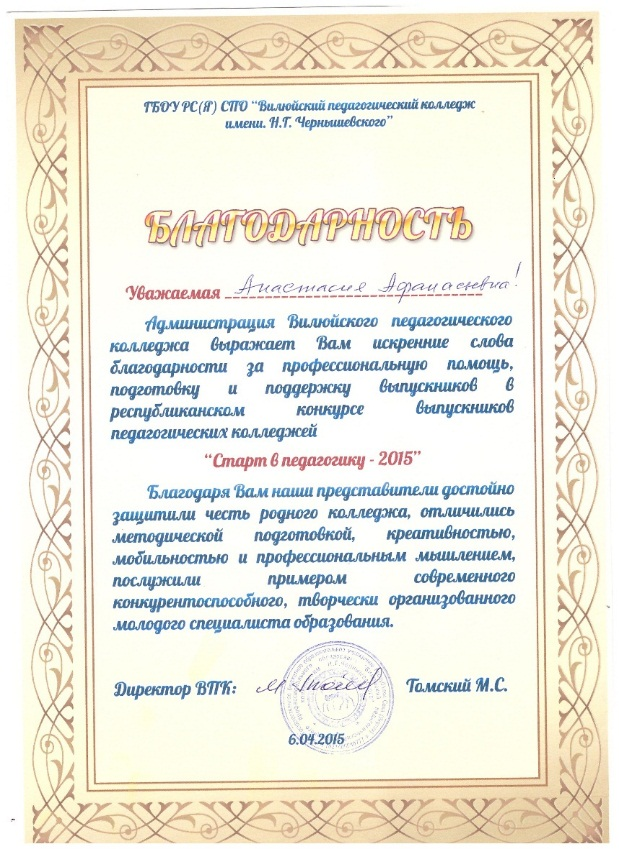 ГБОУ РС(Я) СПО “Вилюйский педагогический колледж
имени. Н.Г. Чернышевского”
БЛАГОДАРНОСТЬ
Уважаемая Анастасия Афанасьевна!
Администрация Вилюйского педагогического
колледжа выражает Вам искренние слова
благодарности за профессиональную помощь,
подготовку и поддержку выпускников в
республиканском конкурсе выпускников
педагогических колледжей
“Старт в педагогику - 2015”
Благодаря Вам наши представители достойно
защитили честь родного колледжа, отличились
методической подготовкой, креативностью,
мобильностью и профессиональным мышлением,
послужили примером современного
конкурентоспособного, творчески организованного
молодого специалиста образования.
Директор ВПК: Томский М.С.
6.04.2015